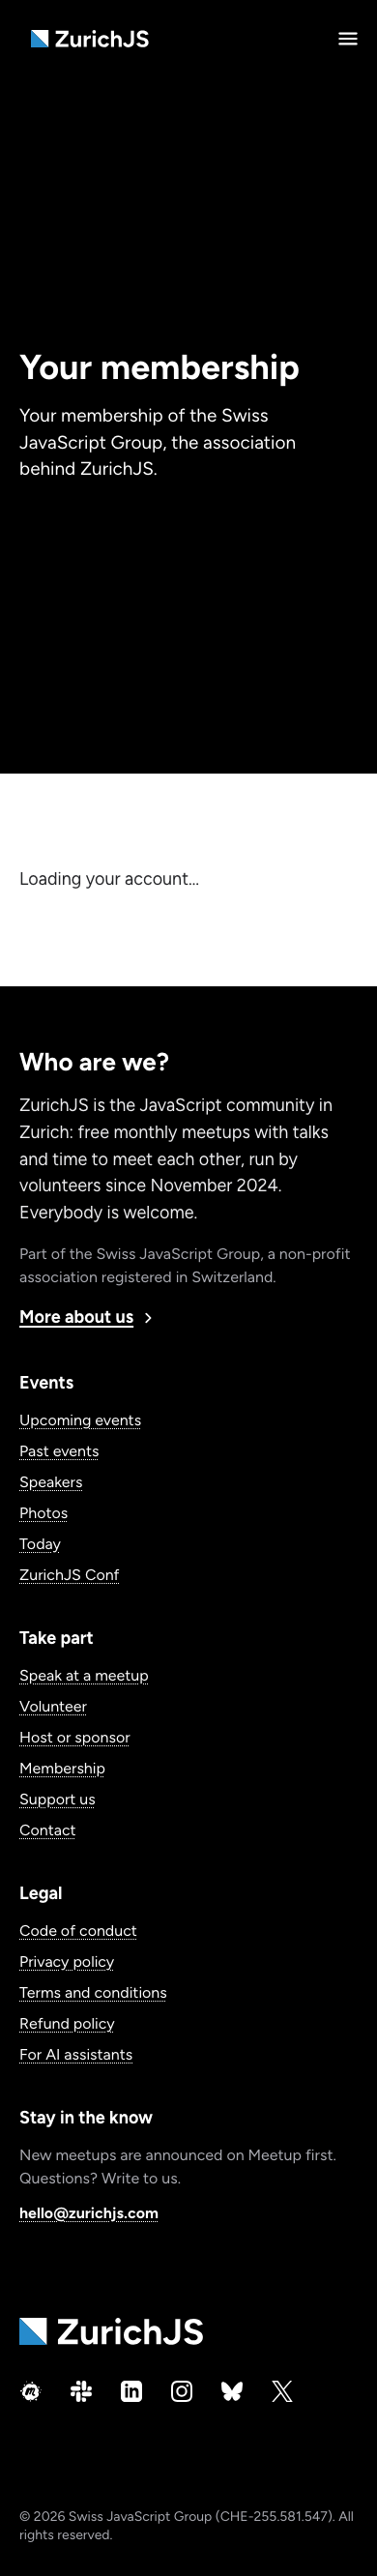 ZurichJS
Your membership
Your membership of the Swiss
JavaScript Group, the association
behind ZurichJS.
Loading your account...
Who are we?
ZurichJS is the JavaScript community in
Zurich: free monthly meetups with talks
and time to meet each other, run by
volunteers since November 2024.
Everybody is welcome.
Part of the Swiss JavaScript Group, a non-profit
association registered in Switzerland.
More about us
Events
Upcoming events
Past events
Speakers
Photos
Today
ZurichJS Conf
Take part
Speak at a meetup
Volunteer
Host or sponsor
Membership
Support us
Contact
Legal
Code of conduct
Privacy policy
Terms and conditions
Refund policy
For AI assistants
Stay in the know
New meetups are announced on Meetup first.
Questions? Write to us.
hello@zurichjs.com
ZurichJS
© 2026 Swiss JavaScript Group (CHE-255.581.547). All
rights reserved.